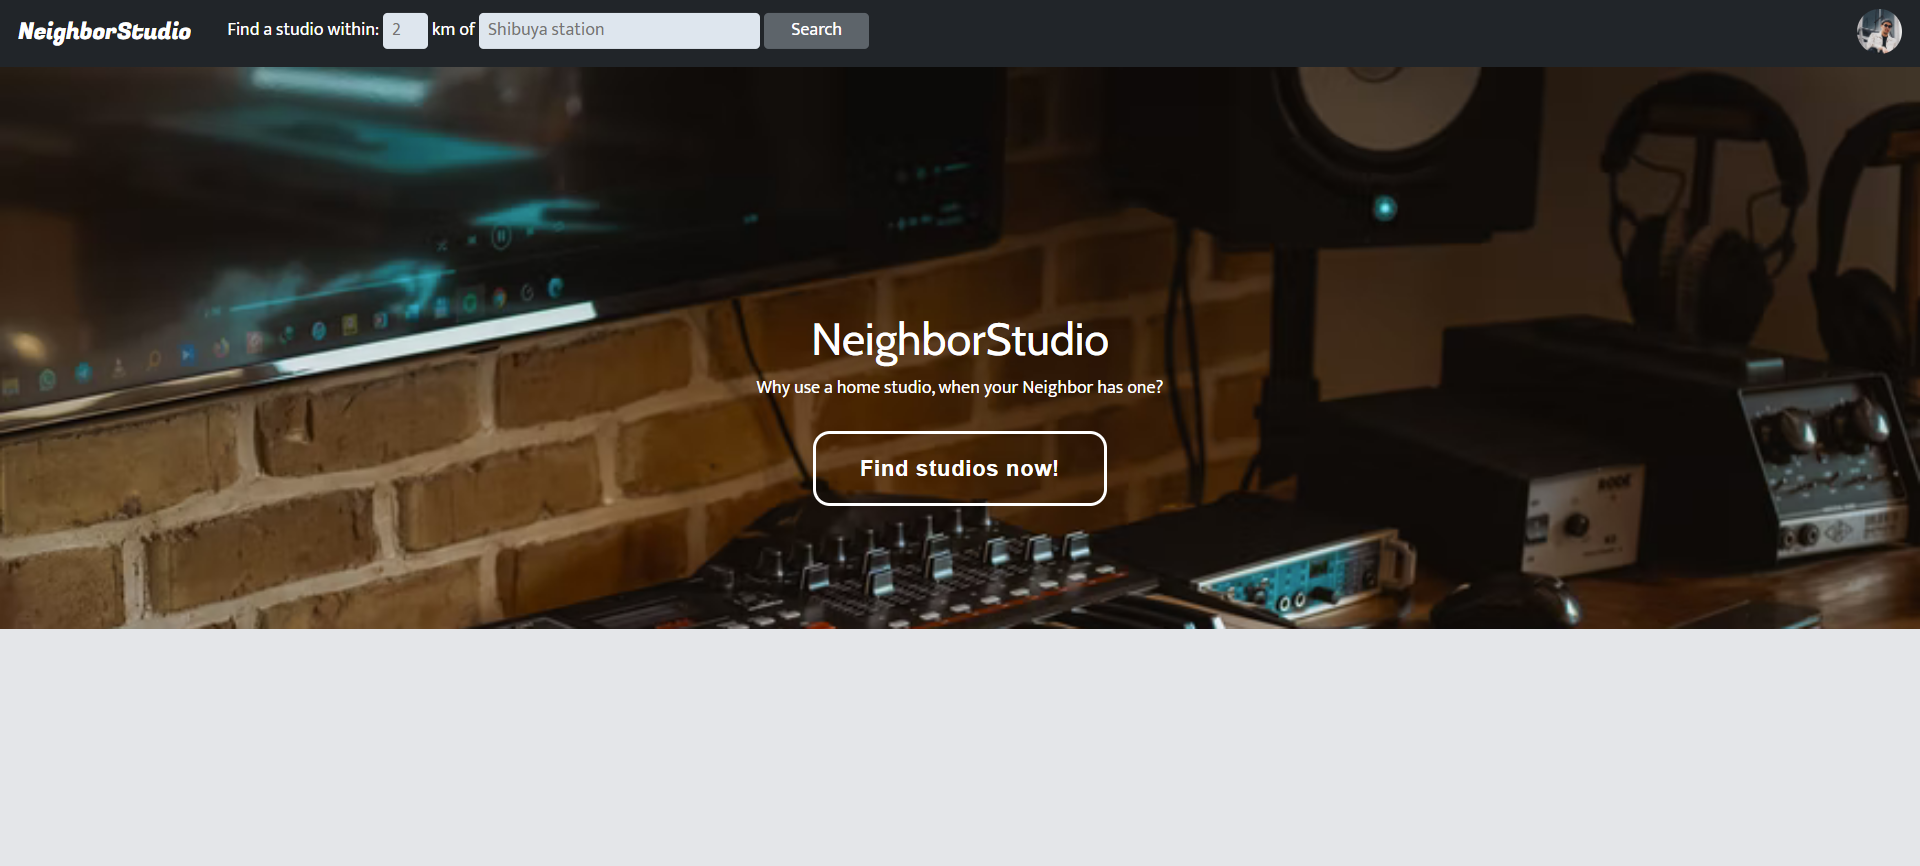 NeighborStudio Find a studio within: 2 km of Shibuya station Search
NeighborStudio
Why use a home studio, when your Neighbor has one?
Find studios now!
RODE